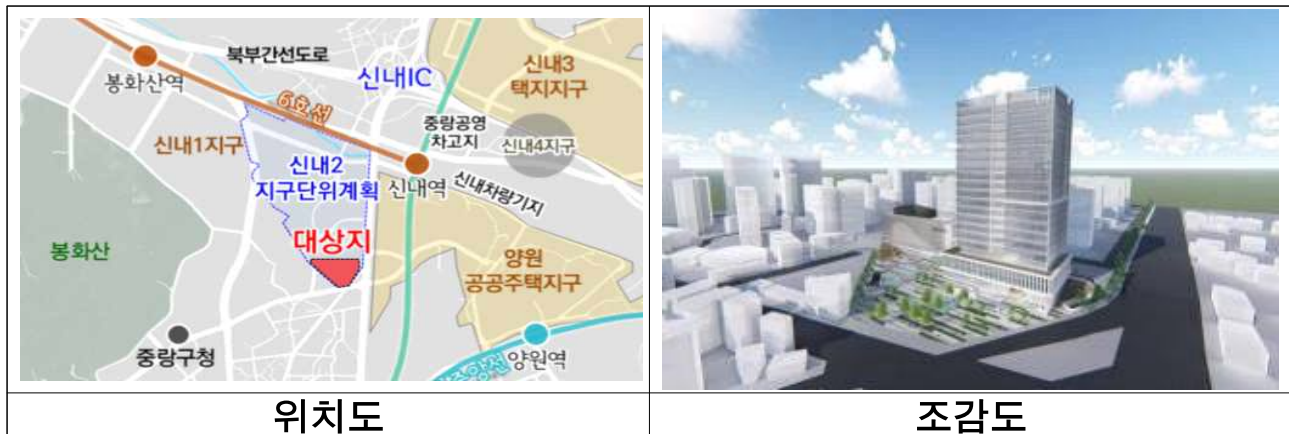 북부간선도로
봉화산역
신내IC
신내3
택지지구
6호선
신내1지구
중랑공영
차고지
신내4지구
신내2
지구단위계획
신내역
신내차량기지
대상지
봉화산
양원
공공주택지구
중랑구청
양원역
위치도
조감도